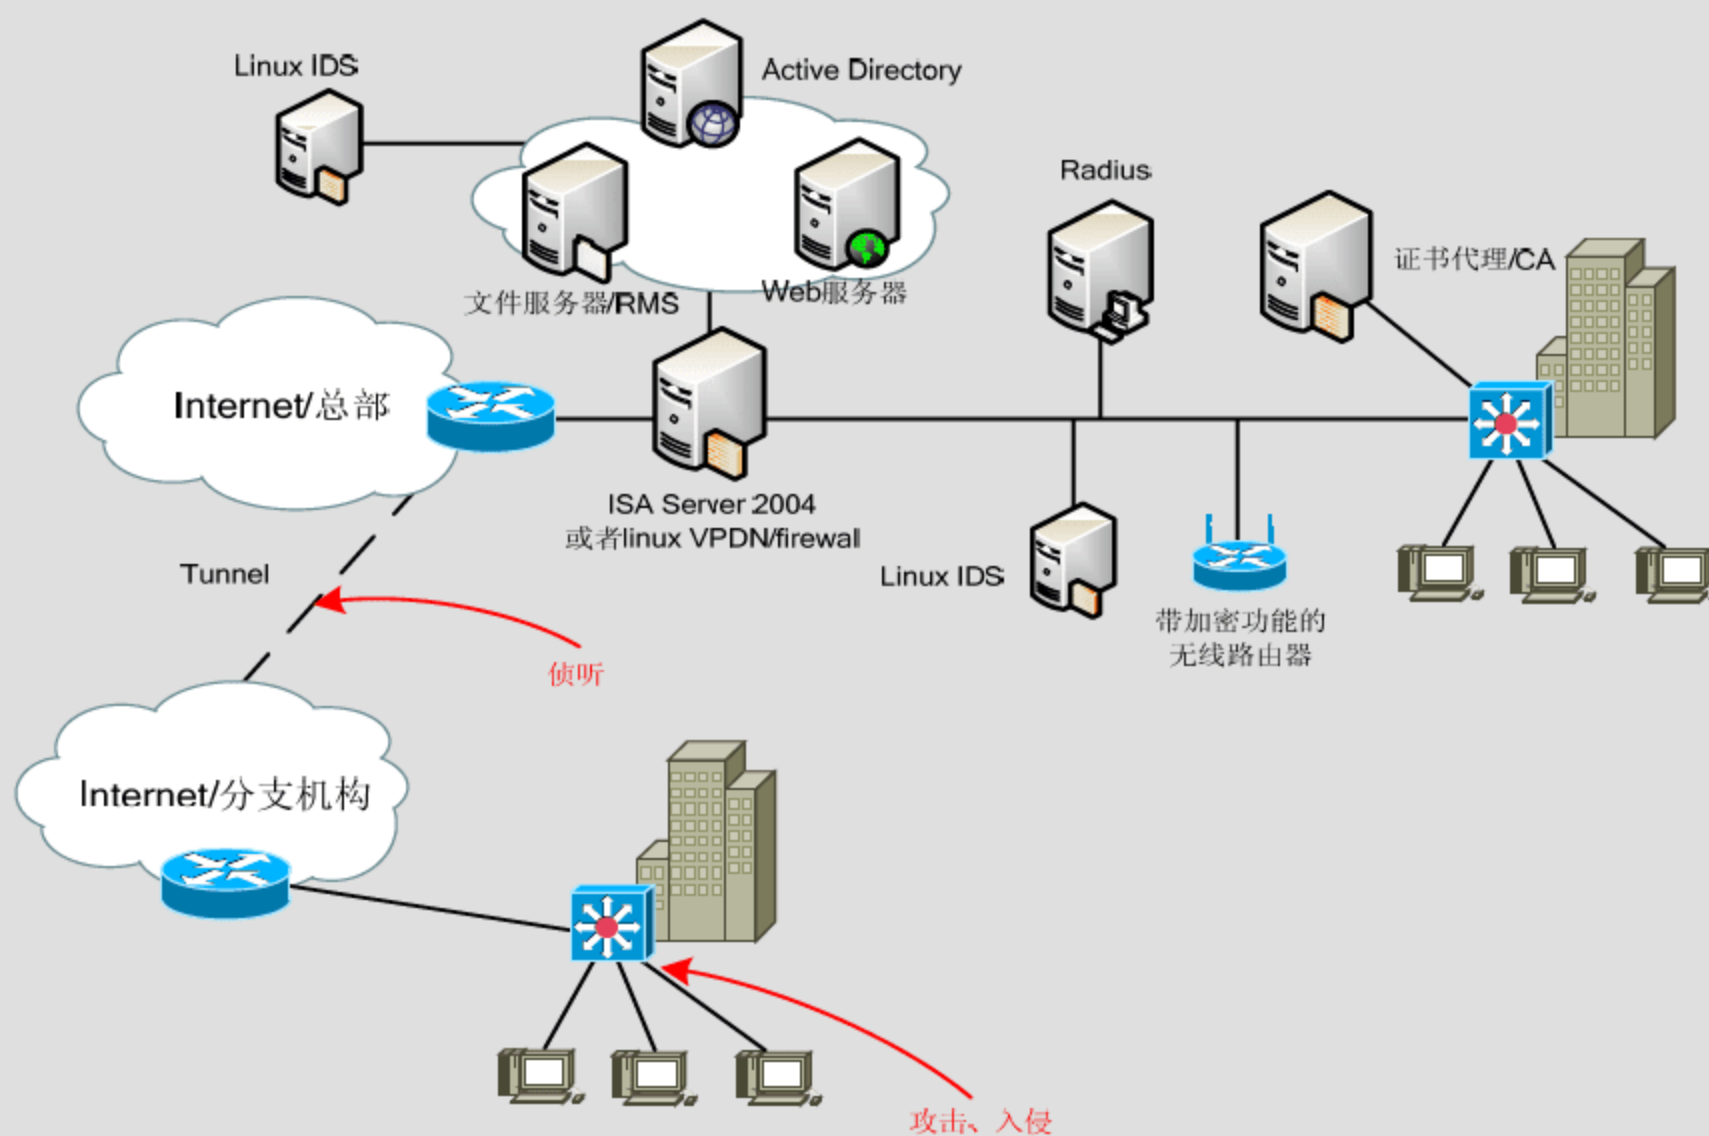 Linux IDS
Active Directory
文件服务器/RMS
Web服务器
Radius
证书代理/CA
Internet/总部
ISA Server 2004
或者linux VPDN/firewal
Linux IDS
带加密功能的
无线路由器
Tunnel
侦听
Internet/分支机构
攻击、入侵